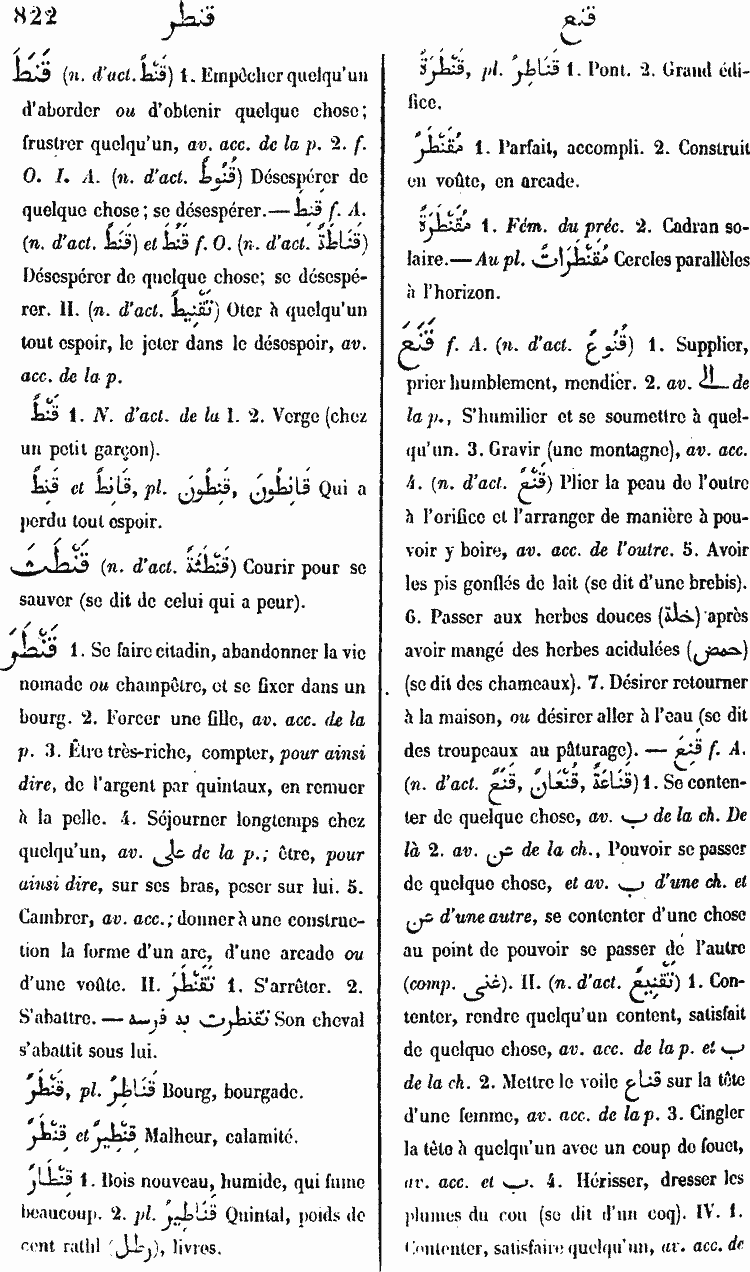 822 قنطر قنع
قَنَطَ (n. d'act. قَنْطٌ) 1. Empêcher quelqu'un
d'aborder ou d'obtenir quelque chose;
frustrer quelqu'un, av. acc. de la p. 2. f.
O. I. A. (n. d'act. قُنُوطٌ) Désespérer de
quelque chose; se désespérer.— قَنِطَ f. A.
(n. d'act. قَنَطٌ) et قَنُطَ f. O. (n. d'act. قَنَاطَةٌ)
Désespérer de quelque chose; se désespé-
rer. II. (n. d'act. تَقْنِيطٌ) Oter à quelqu'un
tout espoir, le jeter dans le désespoir, av.
acc. de la p.
قَنْطٌ 1. N. d'act. de la I. 2. Verge (chez
un petit garçon).
قَنِطٌ et قَانِطٌ, pl. قَنِطُونَ, قَانِطُونَ Qui a
perdu tout espoir.
قَنْطَثَ (n. d'act. قَنْطَثَةٌ) Courir pour se
sauver (se dit de celui qui a peur).
قَنْطَرَ 1. Se faire citadin, abandonner la vie
nomade ou champêtre, et se fixer dans un
bourg. 2. Forcer une fille, av. acc. de la
p. 3. Être très-riche, compter, pour ainsi
dire, de l'argent par quintaux, en remuer
à la pelle. 4. Séjourner longtemps chez
quelqu'un, av. على de la p.; être, pour
ainsi dire, sur ses bras, peser sur lui. 5.
Cambrer, av. acc.; donner à une construc-
tion la forme d'un arc, d'une arcade ou
d'une voûte. II. تَقَنْطَرَ 1. S'arrêter. 2.
S'abattre. — تقنطرت به فرسه Son cheval
s'abattit sous lui.
قَنْطَرٌ, pl. قَنَاطِرُ Bourg, bourgade.
قِنْطِرٌ et قِنْطِيرٌ Malheur, calamité.
قِنْطَارٌ 1. Bois nouveau, humide, qui fume
beaucoup. 2. pl. قَنَاطِيرُ Quintal, poids de
cent rathl (رطل), livres.
قَنْطَرَةٌ, pl. قَنَاطِرُ 1. Pont. 2. Grand édi-
fice.
مُقَنْطَرٌ 1. Parfait, accompli. 2. Construit
en voûte, en arcade.
مُقَنْطَرَةٌ 1. Fém. du préc. 2. Cadran so-
laire.— Au pl. مُقَنْطَرَاتٌ Cercles parallèles
à l'horizon.
قَنَعَ f. A. (n. d'act. قُنُوعٌ) 1. Supplier,
prier humblement, mendier. 2. av. الى de
la p., S'humilier et se soumettre à quel-
qu'un. 3. Gravir (une montagne), av. acc.
4. (n. d'act. قَنْعٌ) Plier la peau de l'outre
à l'orifice et l'arranger de manière à pou-
voir y boire, av. acc. de l'outre. 5. Avoir
les pis gonflés de lait (se dit d'une brebis).
6. Passer aux herbes douces (خلة) après
avoir mangé des herbes acidulées (حمض)
(se dit des chameaux). 7. Désirer retourner
à la maison, ou désirer aller à l'eau (se dit
des troupeaux au pâturage). — قَنِعَ f. A.
(n. d'act. قَنَعٌ, قَنْعَانٌ, قَنَاعَةٌ) 1. Se conten-
ter de quelque chose, av. ب de la ch. De
là 2. av. عن de la ch., Pouvoir se passer
de quelque chose, et av. ب d'une ch. et
عن d'une autre, se contenter d'une chose
au point de pouvoir se passer de l'autre
(comp. غنى). II. (n. d'act. تَقْنِيعٌ) 1. Con-
tenter, rendre quelqu'un content, satisfait
de quelque chose, av. acc. de la p. et ب
de la ch. 2. Mettre le voile قناع sur la tête
d'une femme, av. acc. de la p. 3. Cingler
la tête à quelqu'un avec un coup de fouet,
av. acc. et ب. 4. Hérisser, dresser les
plumes du cou (se dit d'un coq). IV. 1.
Contenter, satisfaire quelqu'un, av. acc. de